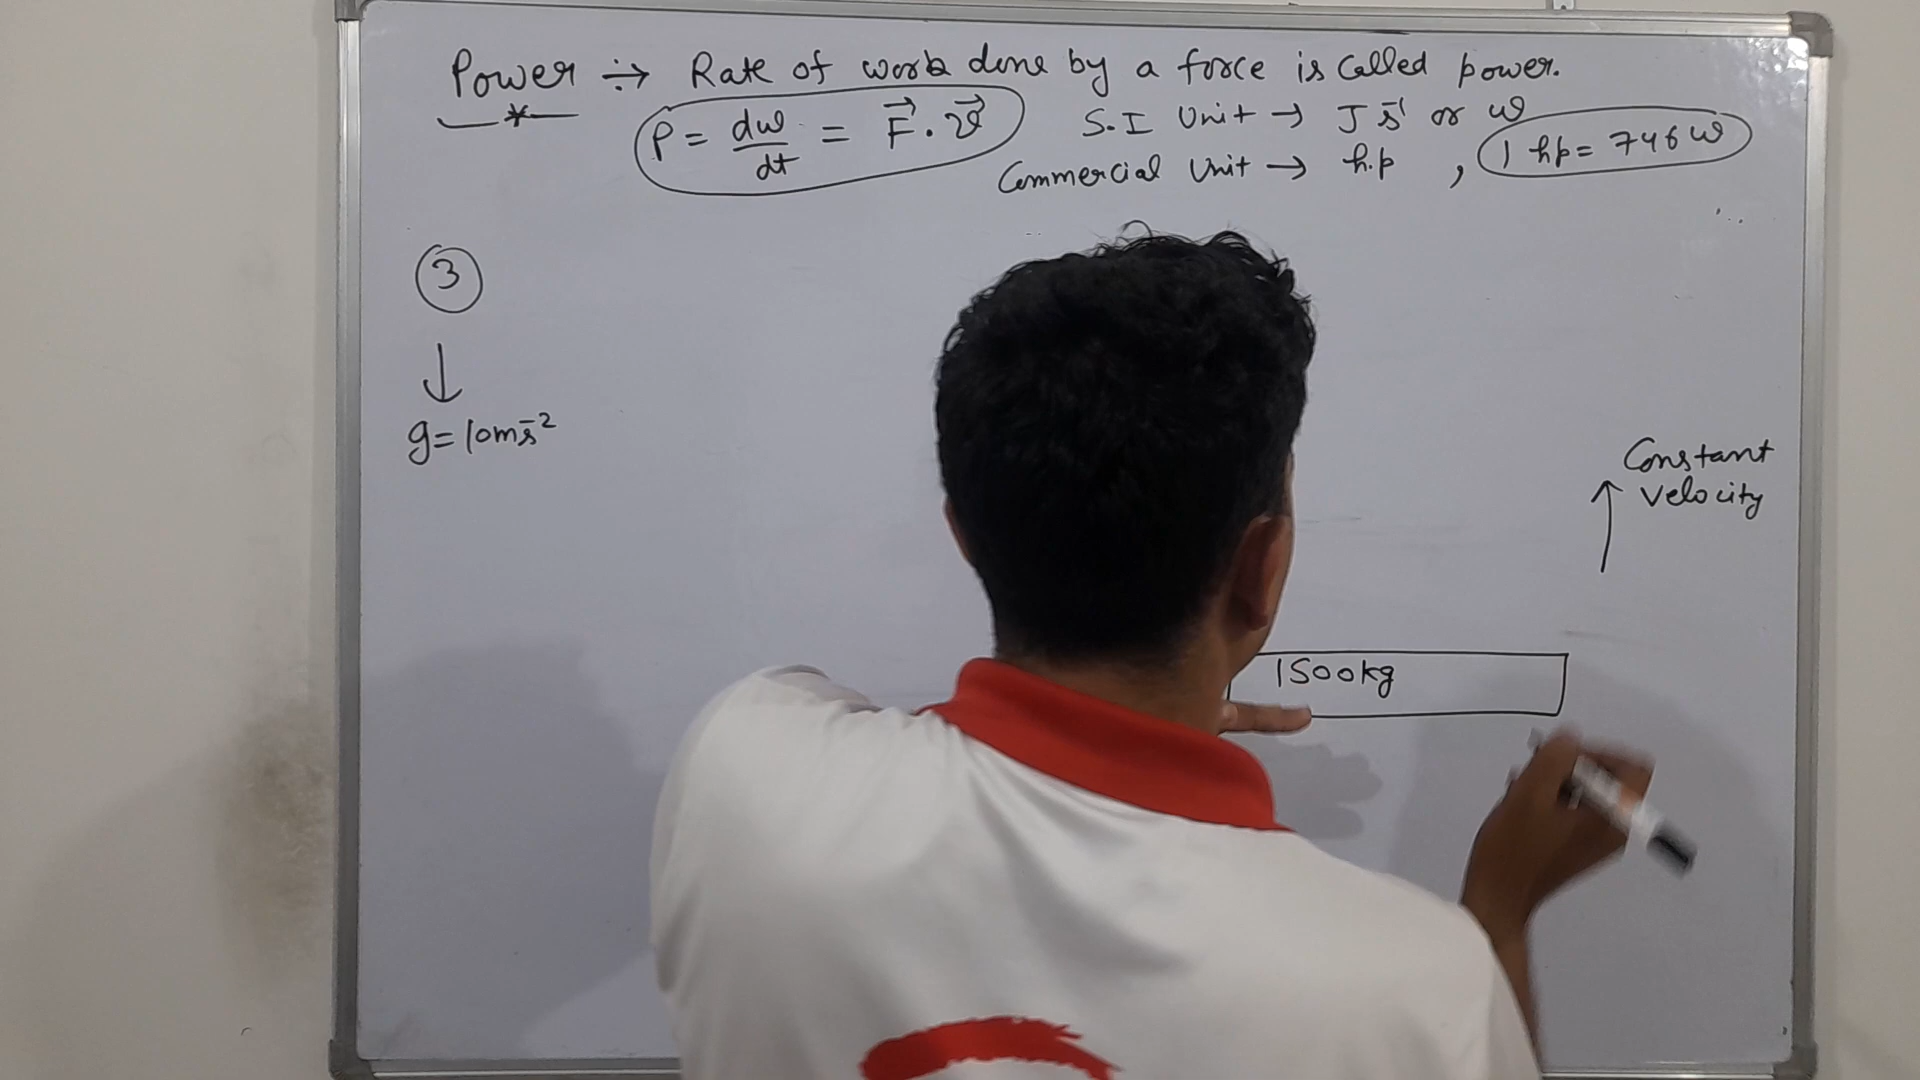 Power ÷→ Rate of work done by a force is called power.
P = dw/dt = F⃗ . v⃗ S.I Unit → J s⁻¹ or W
Commercial Unit → h.p , 1 hp = 746 W
3
↓
g = 10 m s⁻²
Constant
↑ velocity
1500kg